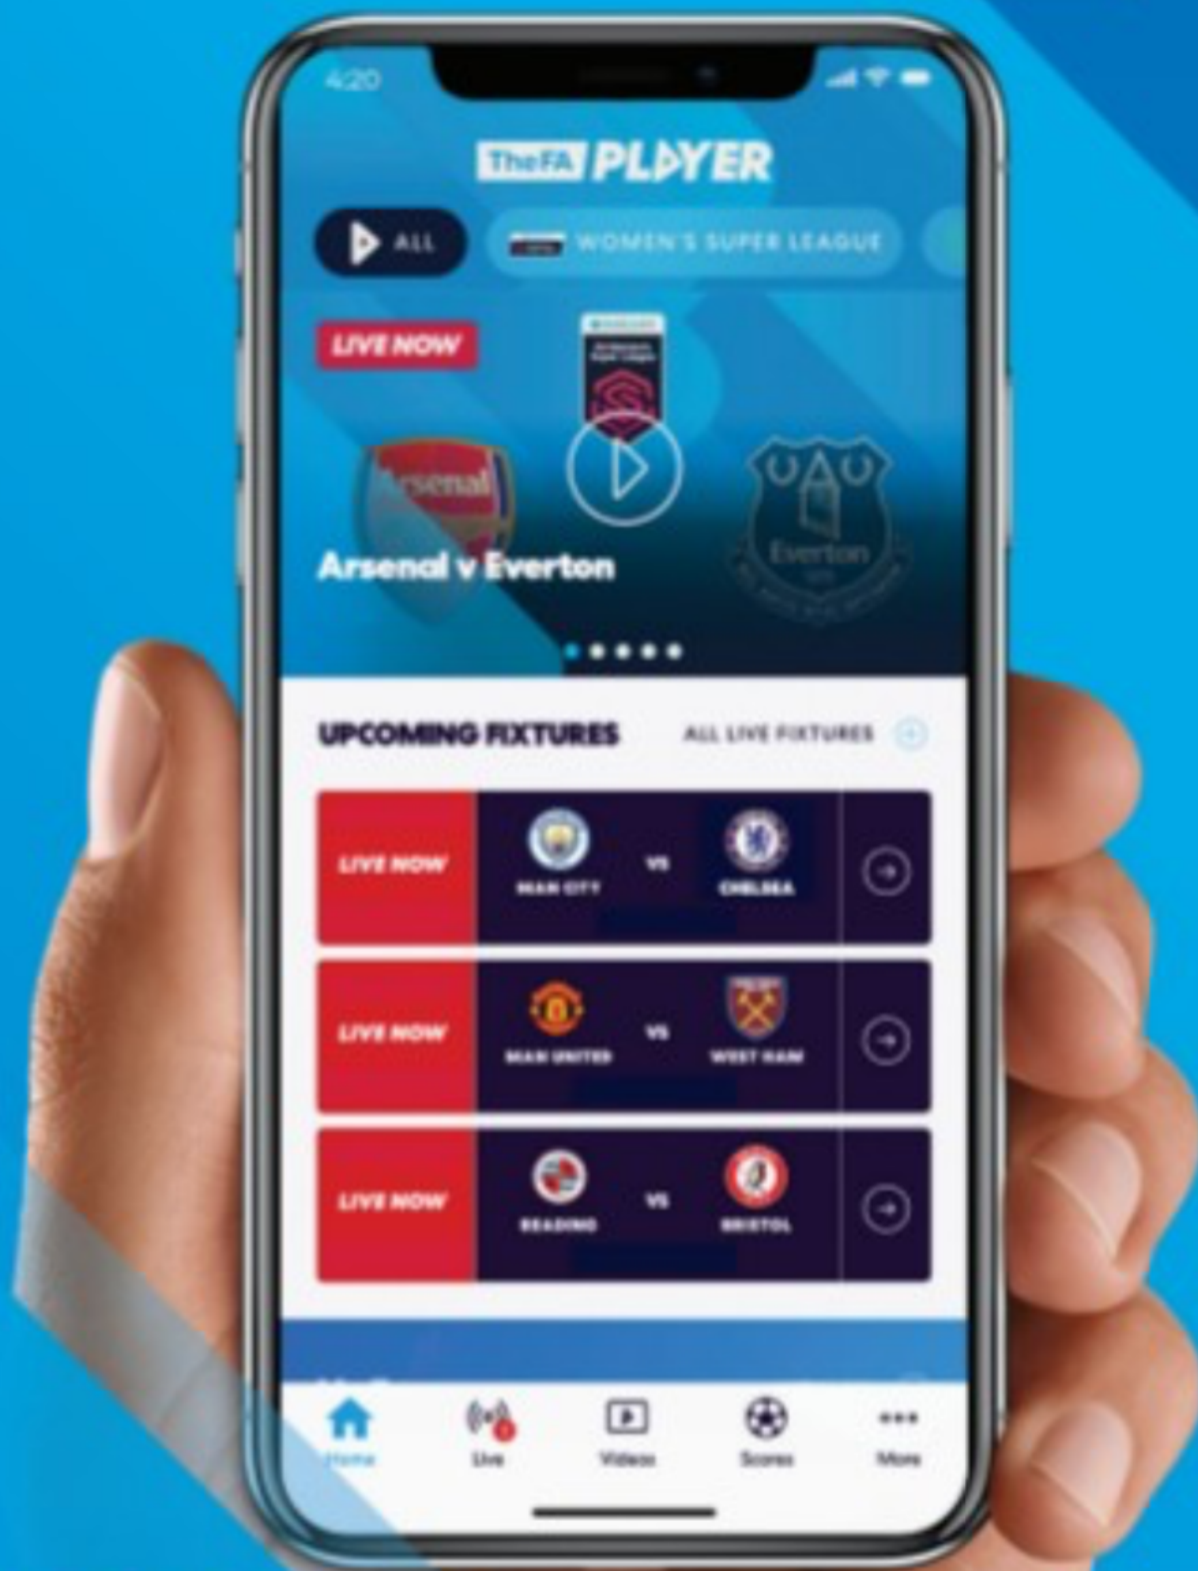 4:20
TheFA PLAYER
ALL
WOMEN'S SUPER LEAGUE
LIVE NOW
Arsenal
Everton
Arsenal v Everton
UPCOMING FIXTURES
ALL LIVE FIXTURES
LIVE NOW
MAN CITY
VS
CHELSEA
LIVE NOW
MAN UNITED
VS
WEST HAM
LIVE NOW
READING
VS
BRISTOL
Home
Live
Videos
Scores
More